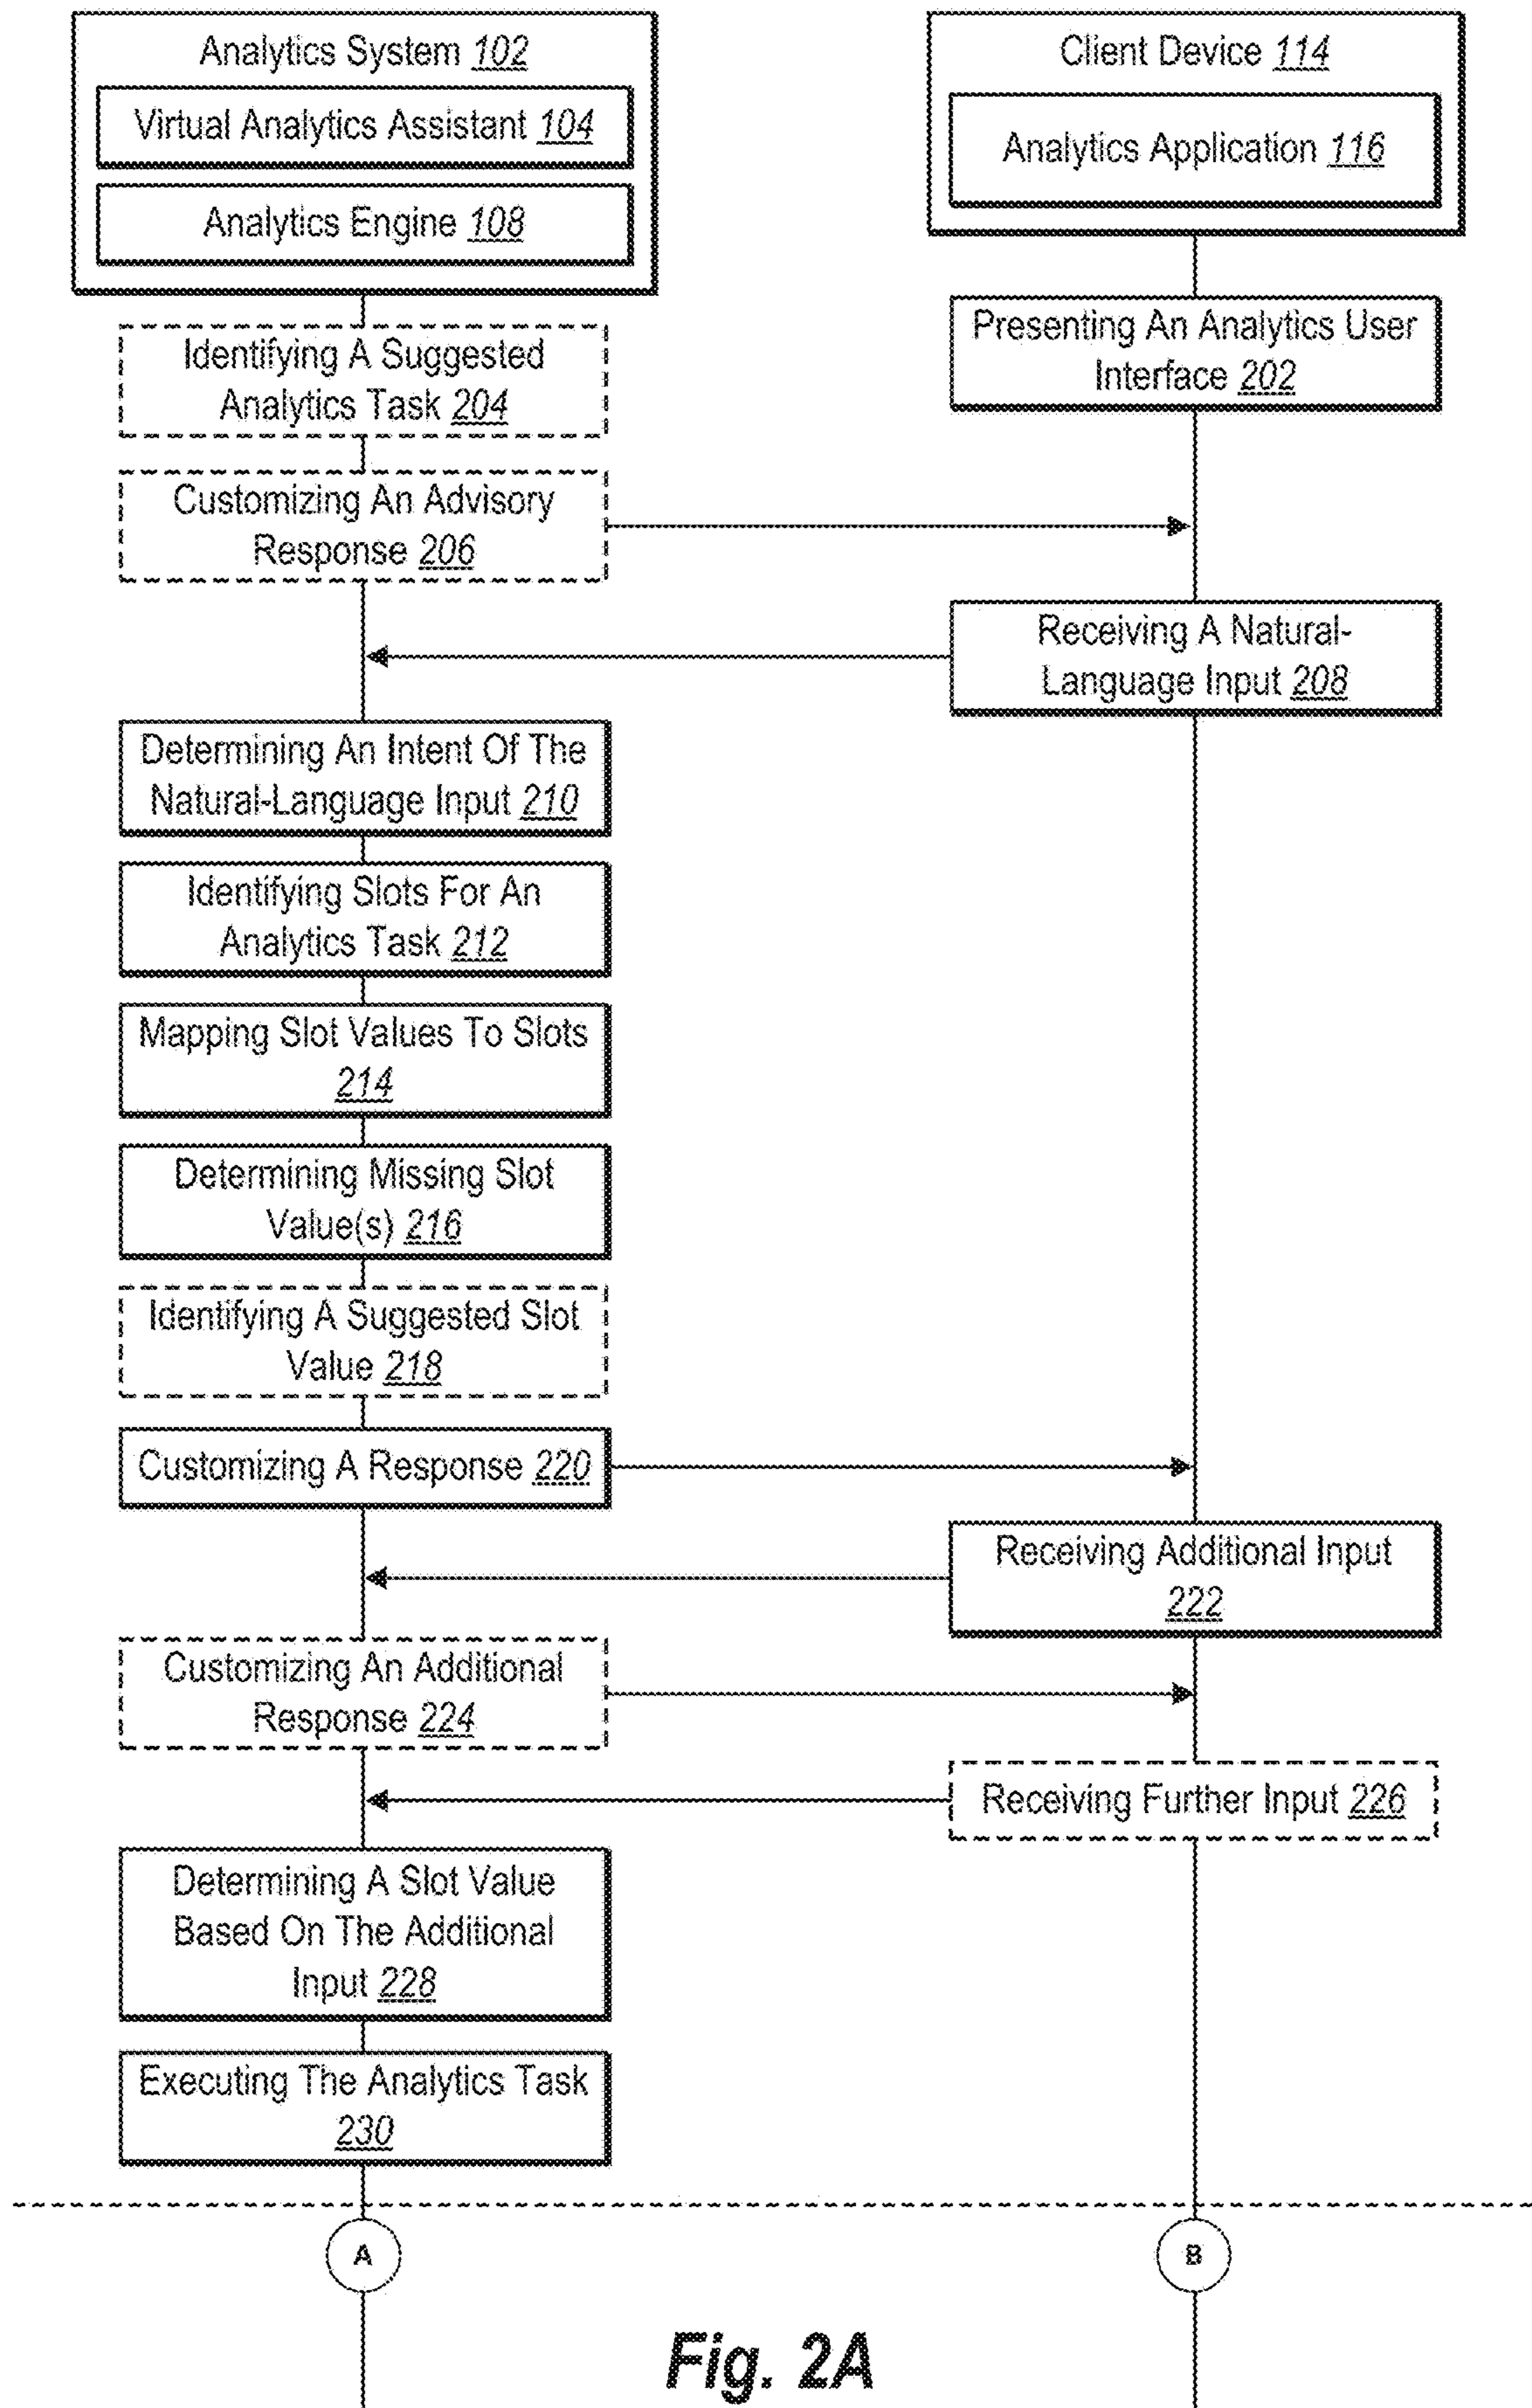 Analytics System 102
Virtual Analytics Assistant 104
Analytics Engine 108
Client Device 114
Analytics Application 116
Identifying A Suggested
Analytics Task 204
Presenting An Analytics User
Interface 202
Customizing An Advisory
Response 206
Receiving A Natural-
Language Input 208
Determining An Intent Of The
Natural-Language Input 210
Identifying Slots For An
Analytics Task 212
Mapping Slot Values To Slots
214
Determining Missing Slot
Value(s) 216
Identifying A Suggested Slot
Value 218
Customizing A Response 220
Receiving Additional Input
222
Customizing An Additional
Response 224
Receiving Further Input 226
Determining A Slot Value
Based On The Additional
Input 228
Executing The Analytics Task
230
A
B
Fig. 2A